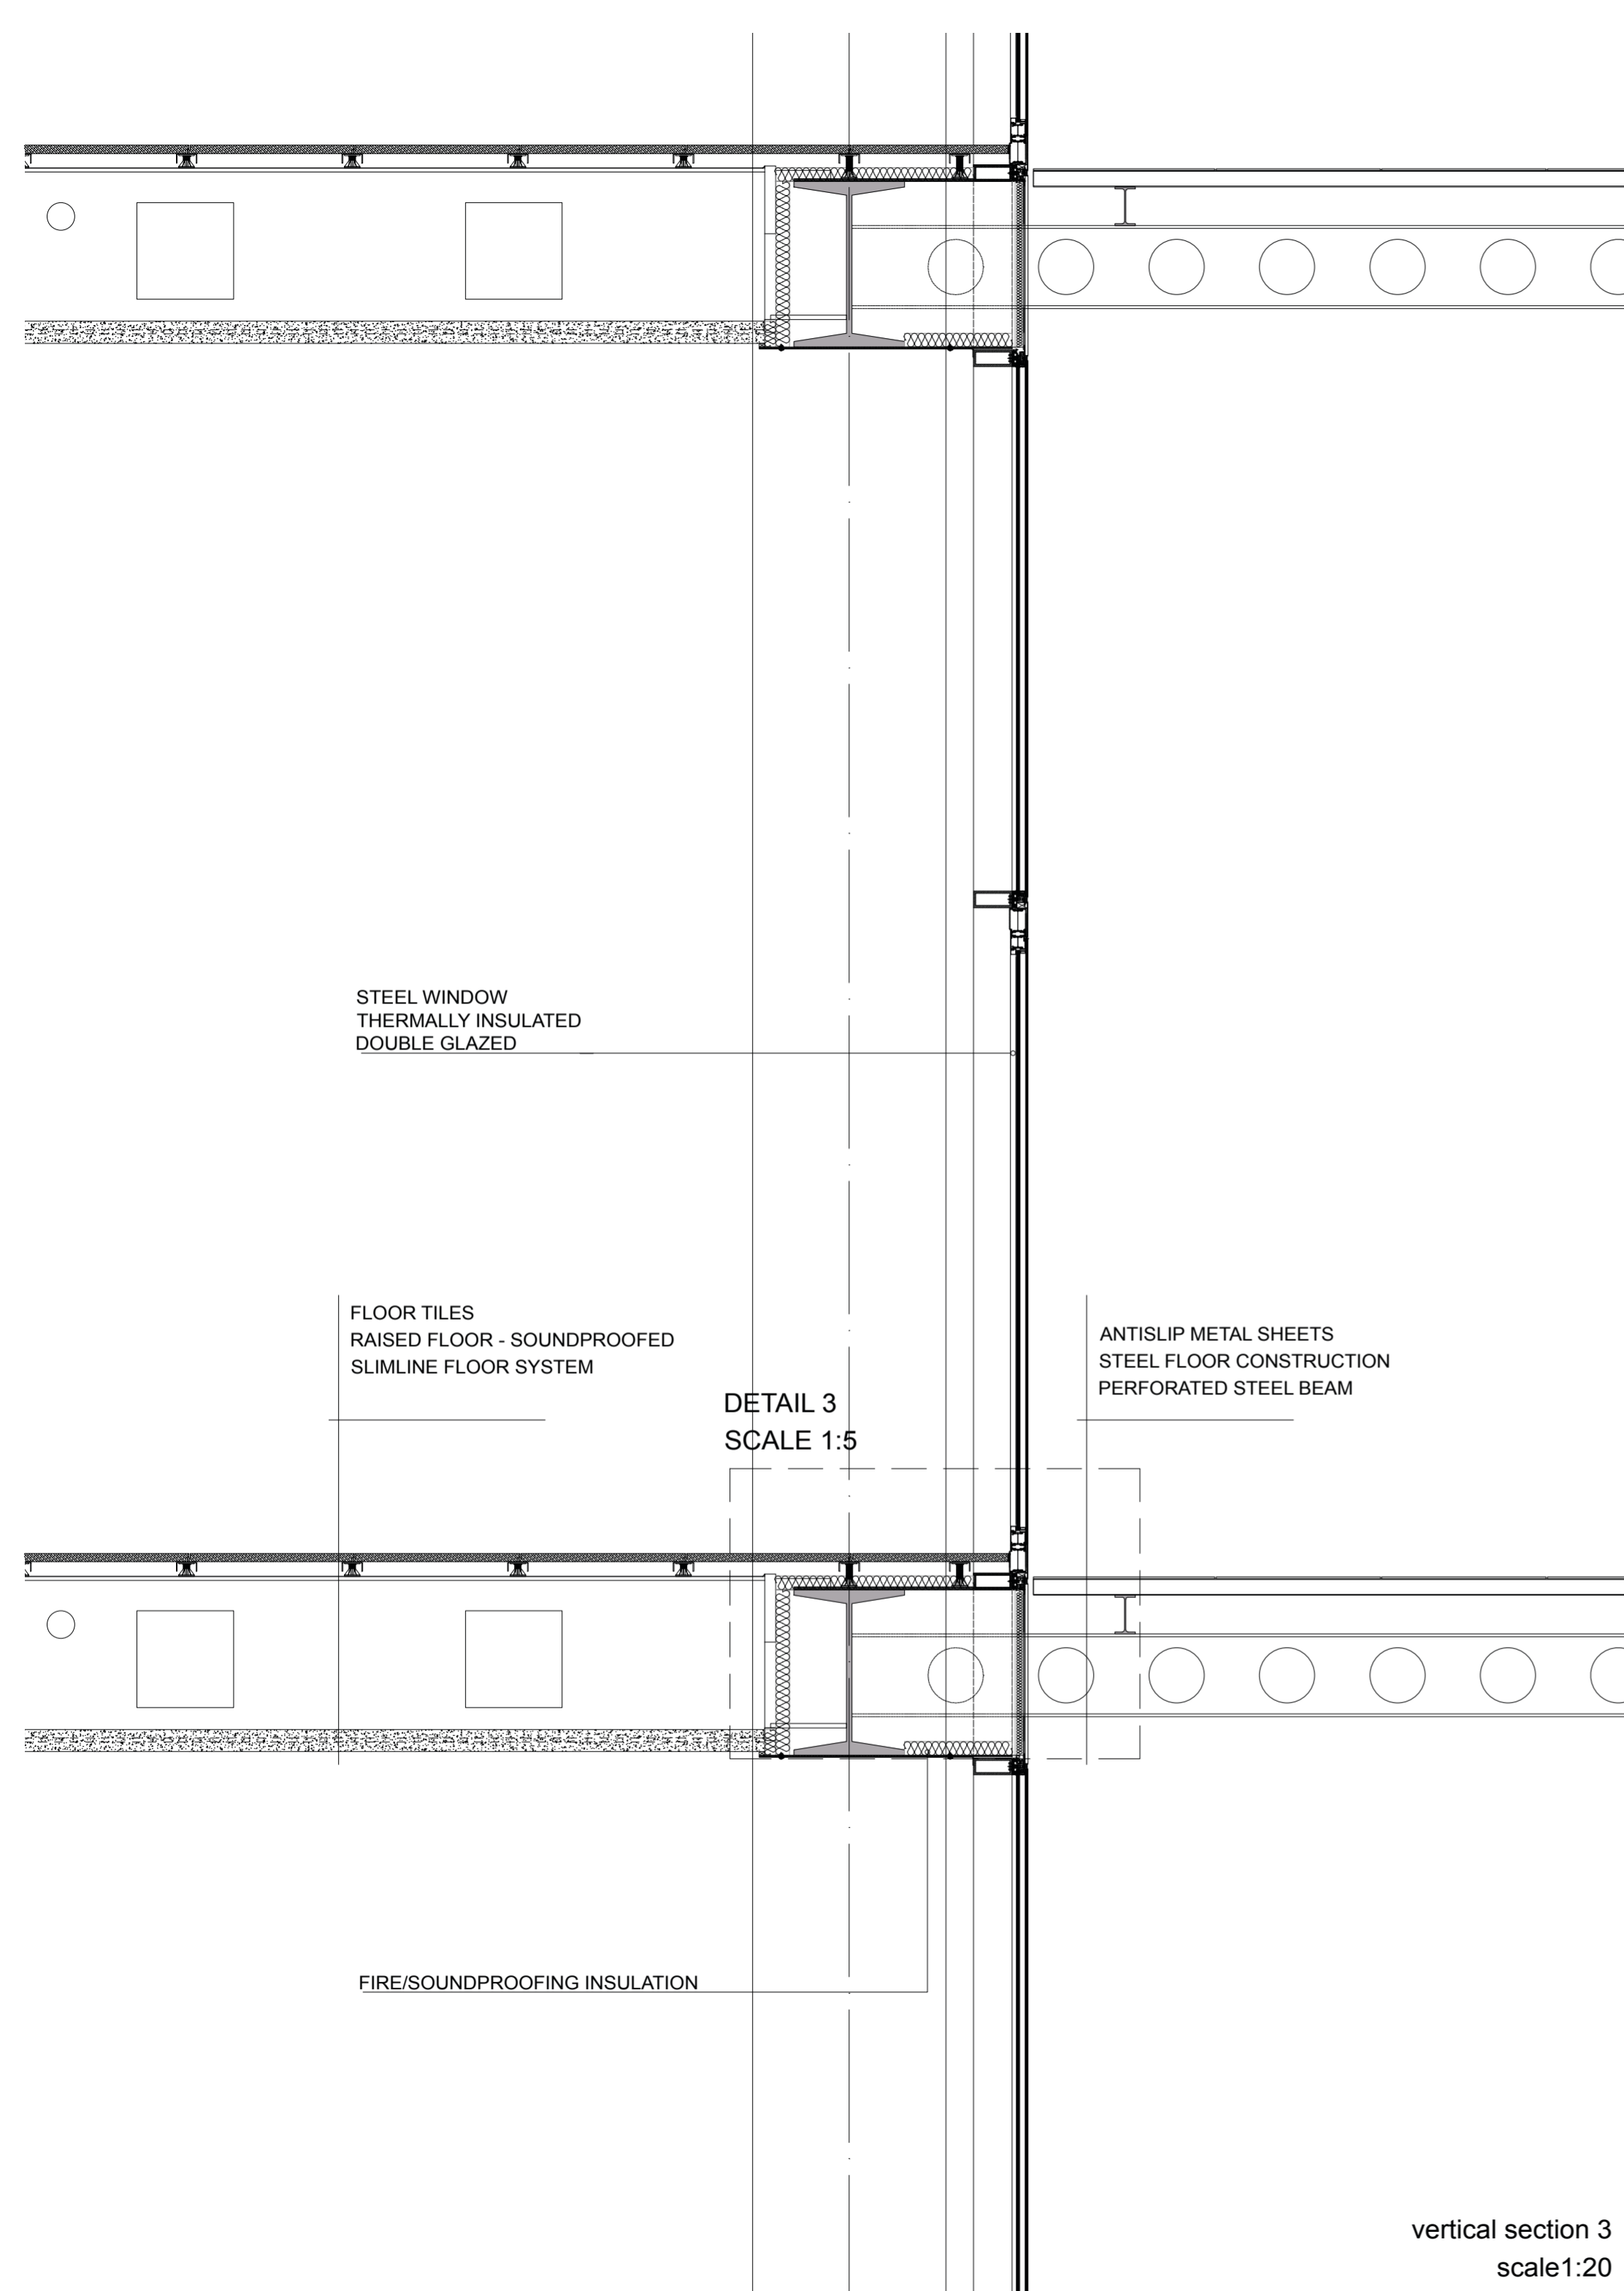 STEEL WINDOW
THERMALLY INSULATED
DOUBLE GLAZED
FLOOR TILES
RAISED FLOOR - SOUNDPROOFED
SLIMLINE FLOOR SYSTEM
ANTISLIP METAL SHEETS
STEEL FLOOR CONSTRUCTION
PERFORATED STEEL BEAM
DETAIL 3
SCALE 1:5
FIRE/SOUNDPROOFING INSULATION
vertical section 3
scale1:20